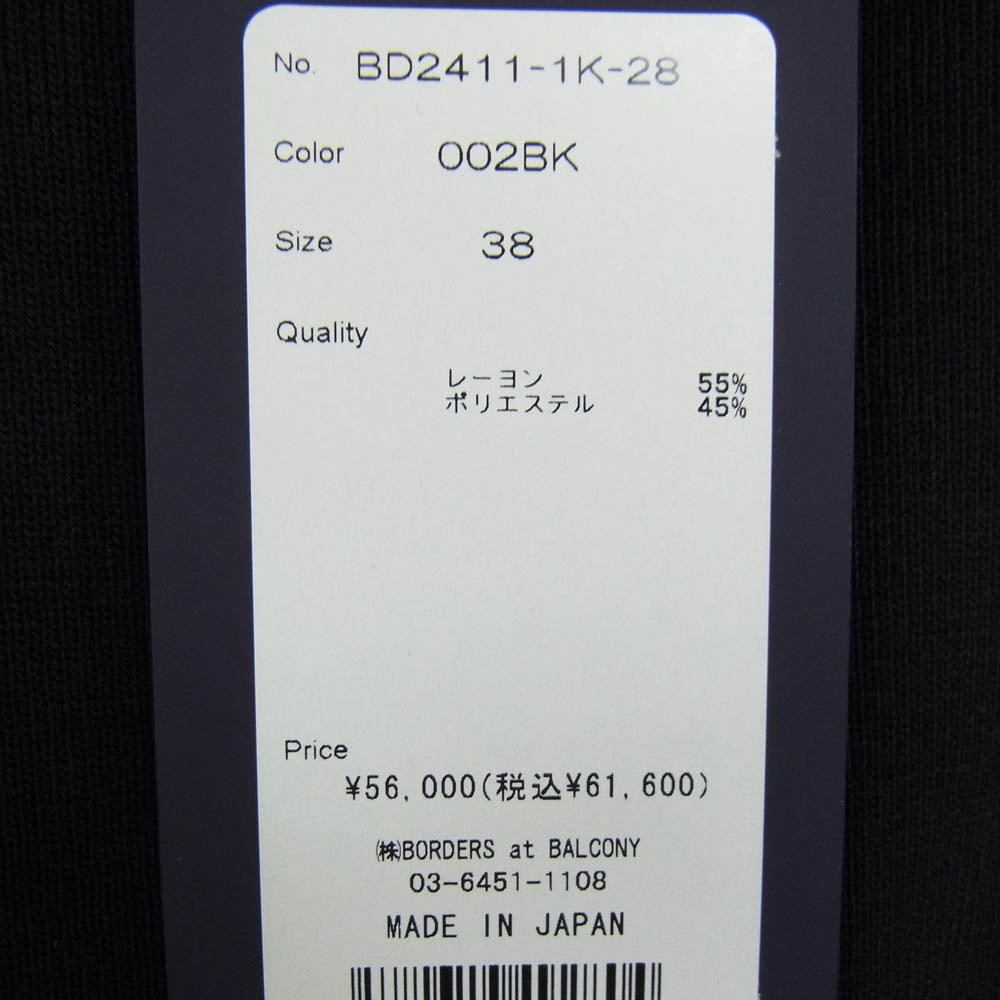 No. BD2411-1K-28
Color 002BK
Size 38
Quality
レーヨン 55%
ポリエステル 45%
Price
¥56,000(税込¥61,600)
㈱BORDERS at BALCONY
03-6451-1108
MADE IN JAPAN